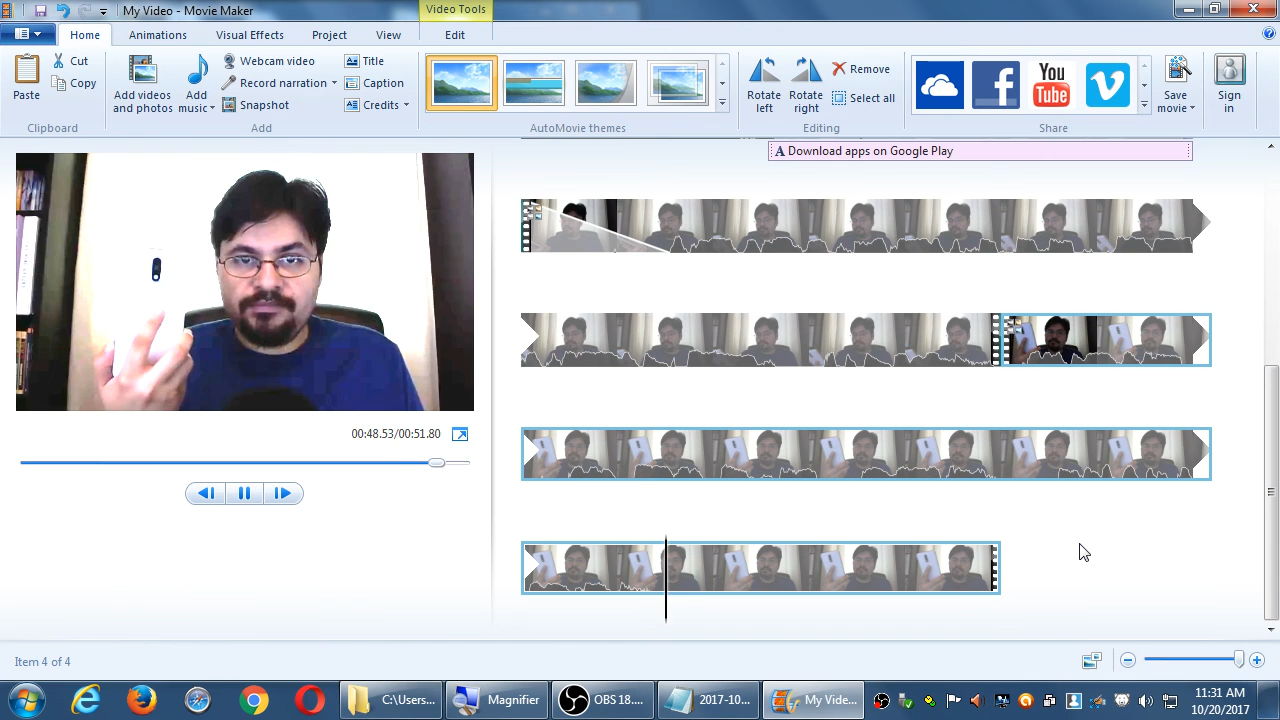 My Video - Movie Maker
Video Tools
Home
Animations
Visual Effects
Project
View
Edit
Paste
Cut
Copy
Clipboard
Add videos and photos
Add music
Webcam video
Record narration
Snapshot
Title
Caption
Credits
Add
AutoMovie themes
Rotate left
Rotate right
Remove
Select all
Editing
You Tube
Share
Save movie
Sign in
A Download apps on Google Play
00:48.53/00:51.80
Item 4 of 4
C:\Users...
Magnifier
OBS 18....
2017-10...
My Vide...
11:31 AM
10/20/2017